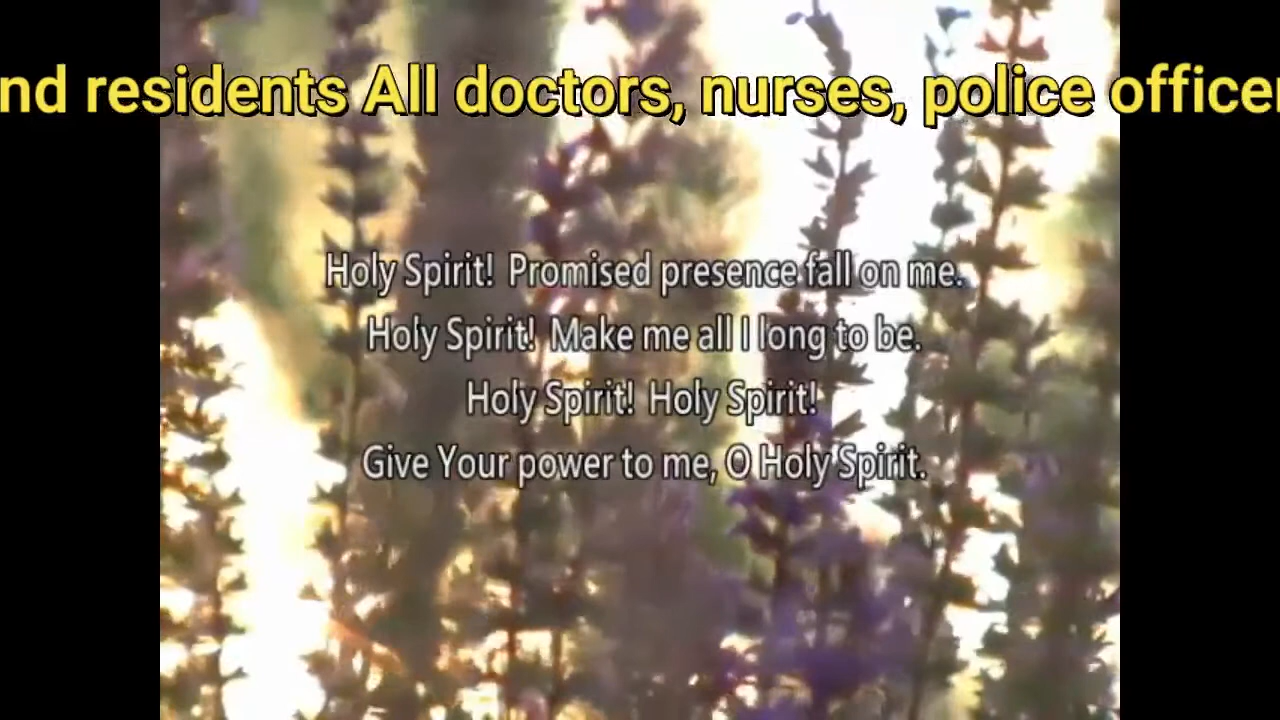 nd residents All doctors, nurses, police office
Holy Spirit! Promised presence fall on me.
Holy Spirit! Make me all I long to be.
Holy Spirit! Holy Spirit!
Give Your power to me, O Holy Spirit.